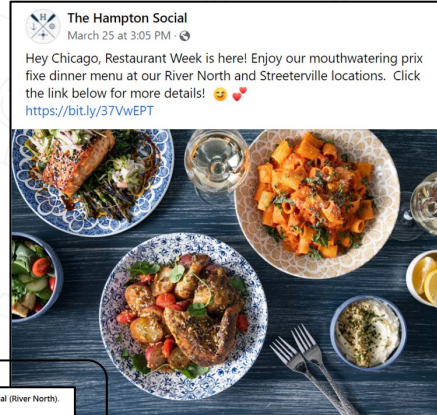 The Hampton Social
March 25 at 3:05 PM ·
Hey Chicago, Restaurant Week is here! Enjoy our mouthwatering prix
fixe dinner menu at our River North and Streeterville locations. Click
the link below for more details! 😋 💕
https://bit.ly/37VwEPT
al (River North).